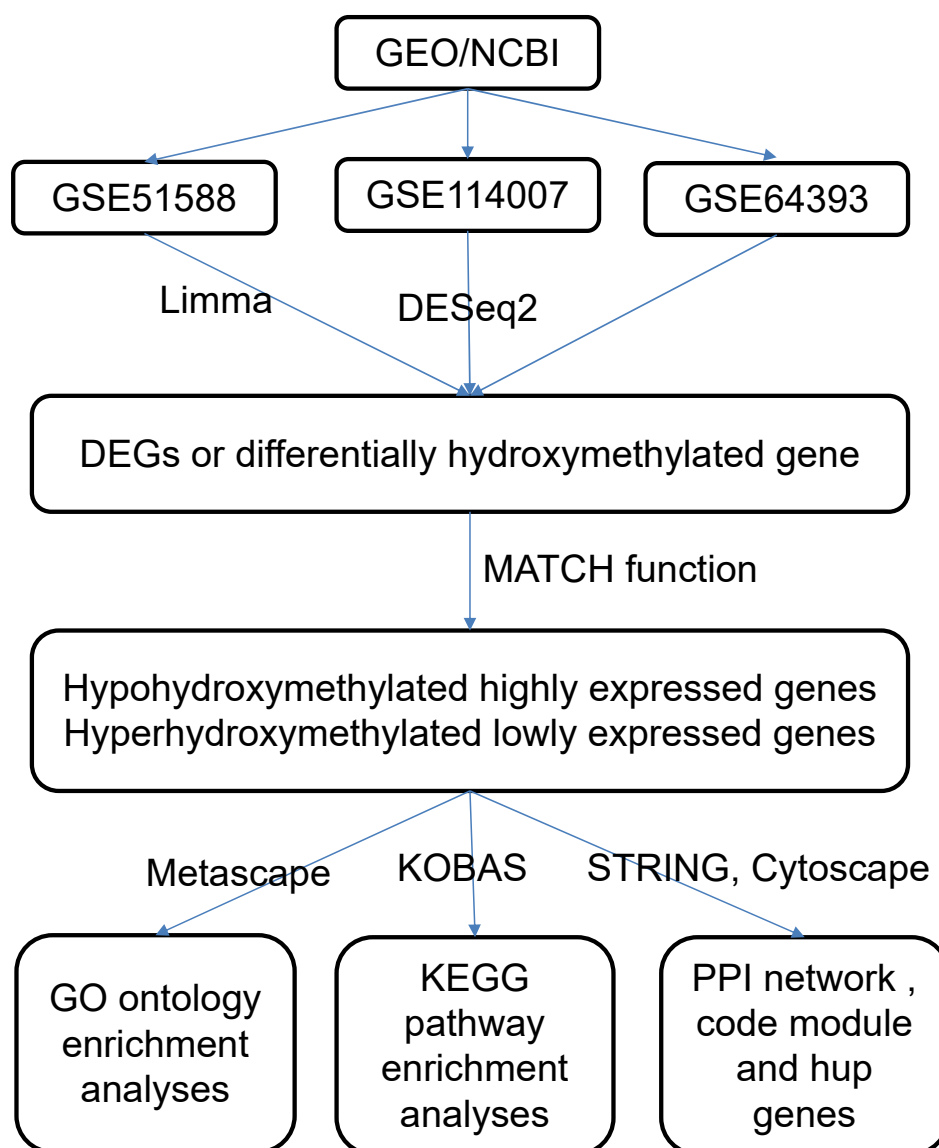 GEO/NCBI
GSE51588
GSE114007
GSE64393
Limma
DESeq2
DEGs or differentially hydroxymethylated gene
MATCH function
Hypohydroxymethylated highly expressed genes
Hyperhydroxymethylated lowly expressed genes
Metascape
KOBAS
STRING, Cytoscape
GO ontology
enrichment
analyses
KEGG
pathway
enrichment
analyses
PPI network ,
code module
and hup
genes